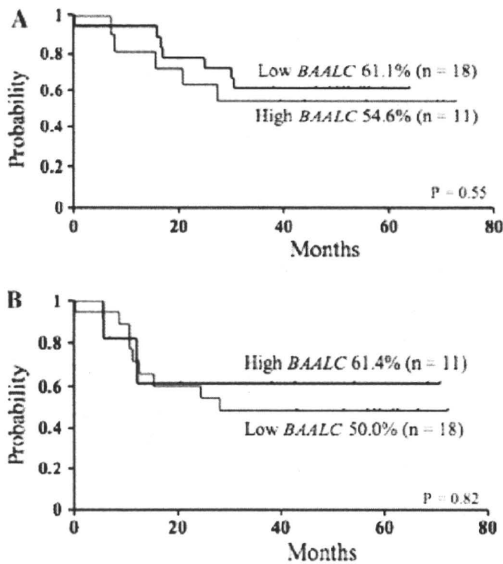 A
Probability
1
0.8
0.6
0.4
0.2
0
Low BAALC 61.1% (n = 18)
High BAALC 54.6% (n = 11)
P = 0.55
0 20 40 60 80
Months
B
Probability
1
0.8
0.6
0.4
0.2
0
High BAALC 61.4% (n = 11)
Low BAALC 50.0% (n = 18)
P = 0.82
0 20 40 60 80
Months